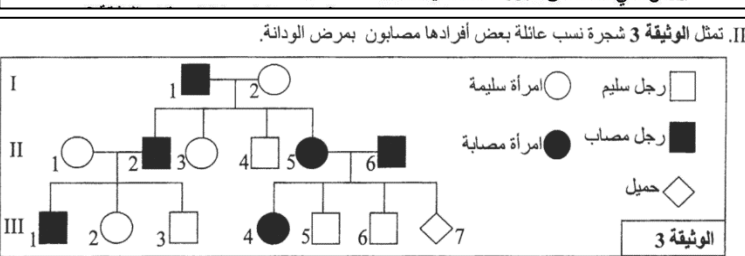 II. تمثل الوثيقة 3 شجرة نسب عائلة بعض أفرادها مصابون بمرض الودانة.
I 1 2 امرأة سليمة رجل سليم
II 1 2 3 4 5 6 امرأة مصابة رجل مصاب
حميل
III 1 2 3 4 5 6 7
الوثيقة 3